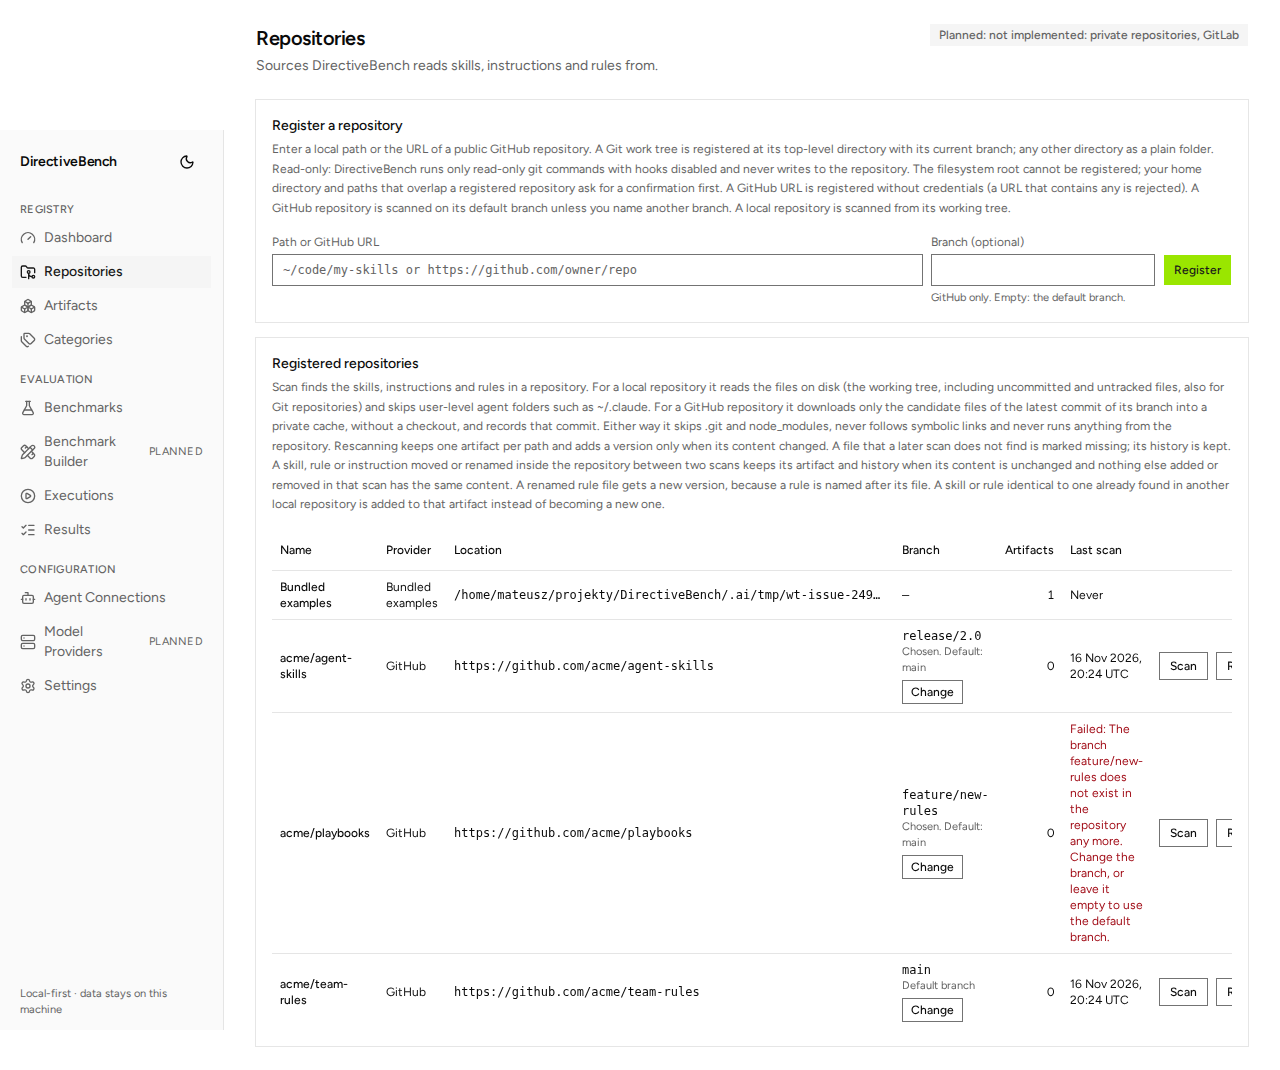 Repositories
Planned: not implemented: private repositories, GitLab
Sources DirectiveBench reads skills, instructions and rules from.
DirectiveBench
REGISTRY
Dashboard
Repositories
Artifacts
Categories
EVALUATION
Benchmarks
Benchmark
Builder
PLANNED
Executions
Results
CONFIGURATION
Agent Connections
Model
Providers
PLANNED
Settings
Local-first · data stays on this
machine
Register a repository
Enter a local path or the URL of a public GitHub repository. A Git work tree is registered at its top-level directory with its current branch; any other directory as a plain folder.
Read-only: DirectiveBench runs only read-only git commands with hooks disabled and never writes to the repository. The filesystem root cannot be registered; your home
directory and paths that overlap a registered repository ask for a confirmation first. A GitHub URL is registered without credentials (a URL that contains any is rejected). A
GitHub repository is scanned on its default branch unless you name another branch. A local repository is scanned from its working tree.
Path or GitHub URL
Branch (optional)
~/code/my-skills or https://github.com/owner/repo
Register
GitHub only. Empty: the default branch.
Registered repositories
Scan finds the skills, instructions and rules in a repository. For a local repository it reads the files on disk (the working tree, including uncommitted and untracked files, also for
Git repositories) and skips user-level agent folders such as ~/.claude. For a GitHub repository it downloads only the candidate files of the latest commit of its branch into a
private cache, without a checkout, and records that commit. Either way it skips .git and node_modules, never follows symbolic links and never runs anything from the
repository. Rescanning keeps one artifact per path and adds a version only when its content changed. A file that a later scan does not find is marked missing; its history is kept.
A skill, rule or instruction moved or renamed inside the repository between two scans keeps its artifact and history when its content is unchanged and nothing else added or
removed in that scan has the same content. A renamed rule file gets a new version, because a rule is named after its file. A skill or rule identical to one already found in another
local repository is added to that artifact instead of becoming a new one.
Name
Provider
Location
Branch
Artifacts
Last scan
Bundled
examples
Bundled
examples
/home/mateusz/projekty/DirectiveBench/.ai/tmp/wt-issue-249…
—
1
Never
acme/agent-
skills
GitHub
https://github.com/acme/agent-skills
release/2.0
Chosen. Default:
main
Change
0
16 Nov 2026,
20:24 UTC
Scan
acme/playbooks
GitHub
https://github.com/acme/playbooks
feature/new-
rules
Chosen. Default:
main
Change
0
Failed: The
branch
feature/new-
rules does
not exist in
the
repository
any more.
Change the
branch, or
leave it
empty to use
the default
branch.
Scan
acme/team-
rules
GitHub
https://github.com/acme/team-rules
main
Default branch
Change
0
16 Nov 2026,
20:24 UTC
Scan